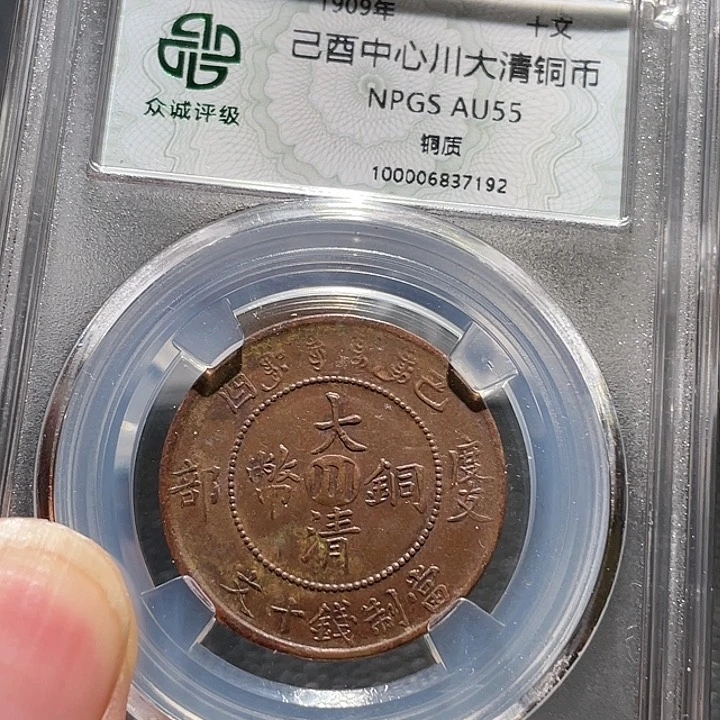 1909年 十文
己酉中心川大清铜币
NPGS AU55
铜质
100006837192
众诚评级
己酉
大清銅幣
川
度支
部
當制錢十文